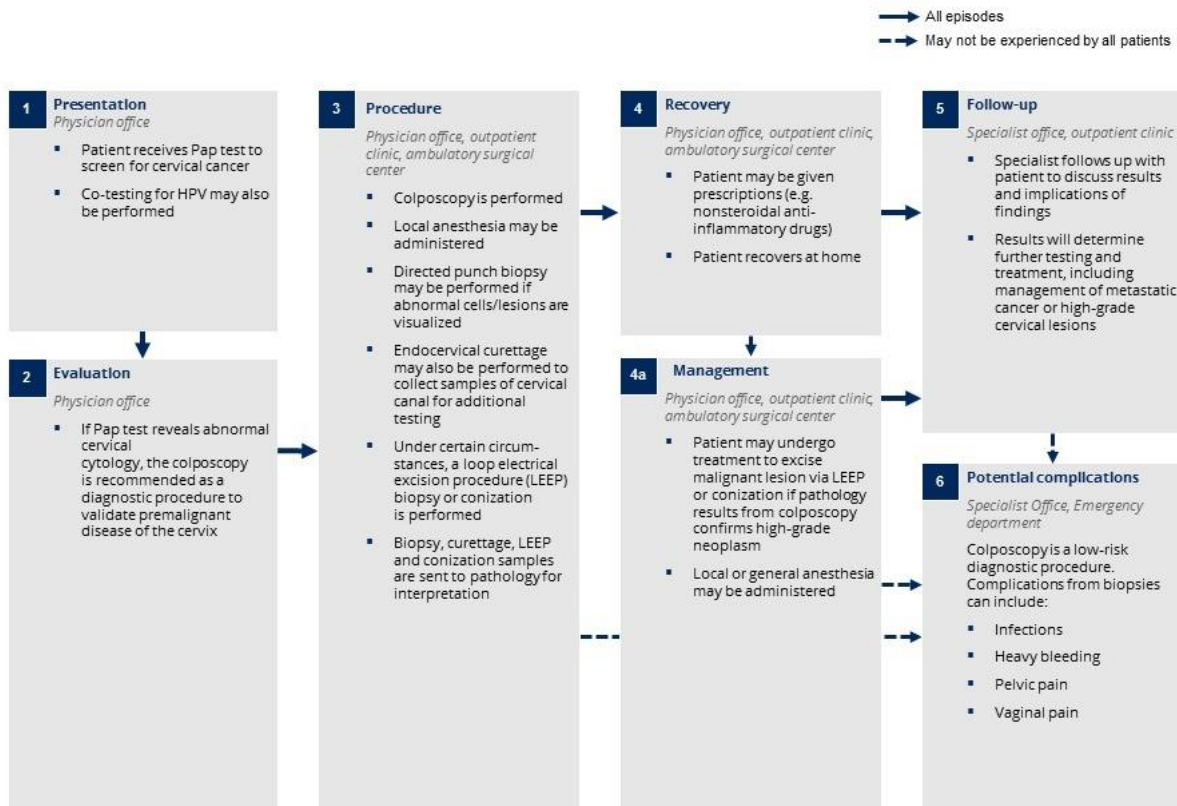 All episodes
May not be experienced by all patients
1
Presentation
Physician office
▪ Patient receives Pap test to
screen for cervical cancer
▪ Co-testing for HPV may also
be performed
2
Evaluation
Physician office
▪ If Pap test reveals abnormal
cervical
cytology, the colposcopy
is recommended as a
diagnostic procedure to
validate premalignant
disease of the cervix
3
Procedure
Physician office, outpatient
clinic, ambulatory surgical
center
▪ Colposcopy is performed
▪ Local anesthesia may be
administered
▪ Directed punch biopsy
may be performed if
abnormal cells/lesions are
visualized
▪ Endocervical curettage
may also be performed to
collect samples of cervical
canal for additional
testing
▪ Under certain circum-
stances, a loop electrical
excision procedure (LEEP)
biopsy or conization
is performed
▪ Biopsy, curettage, LEEP
and conization samples
are sent to pathology for
interpretation
4
Recovery
Physician office, outpatient clinic,
ambulatory surgical center
▪ Patient may be given
prescriptions (e.g.
nonsteroidal anti-
inflammatory drugs)
▪ Patient recovers at home
4a
Management
Physician office, outpatient clinic,
ambulatory surgical center
▪ Patient may undergo
treatment to excise
malignant lesion via LEEP
or conization if pathology
results from colposcopy
confirms high-grade
neoplasm
▪ Local or general anesthesia
may be administered
5
Follow-up
Specialist office, outpatient clinic
▪ Specialist follows up with
patient to discuss results
and implications of
findings
▪ Results will determine
further testing and
treatment, including
management of metastatic
cancer or high-grade
cervical lesions
6
Potential complications
Specialist Office, Emergency
department
Colposcopy is a low-risk
diagnostic procedure.
Complications from biopsies
can include:
▪ Infections
▪ Heavy bleeding
▪ Pelvic pain
▪ Vaginal pain